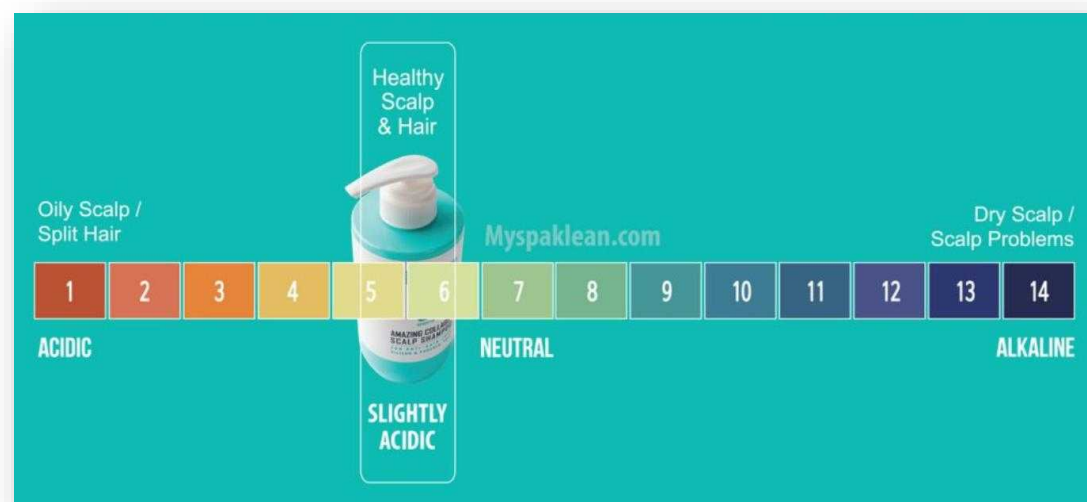 Healthy
Scalp
& Hair
Oily Scalp /
Split Hair
Myspaklean.com
Dry Scalp /
Scalp Problems
1 2 3 4 5 6 7 8 9 10 11 12 13 14
AMAZING COLLA
SCALP SHAMPO
ACIDIC
NEUTRAL
ALKALINE
SLIGHTLY
ACIDIC